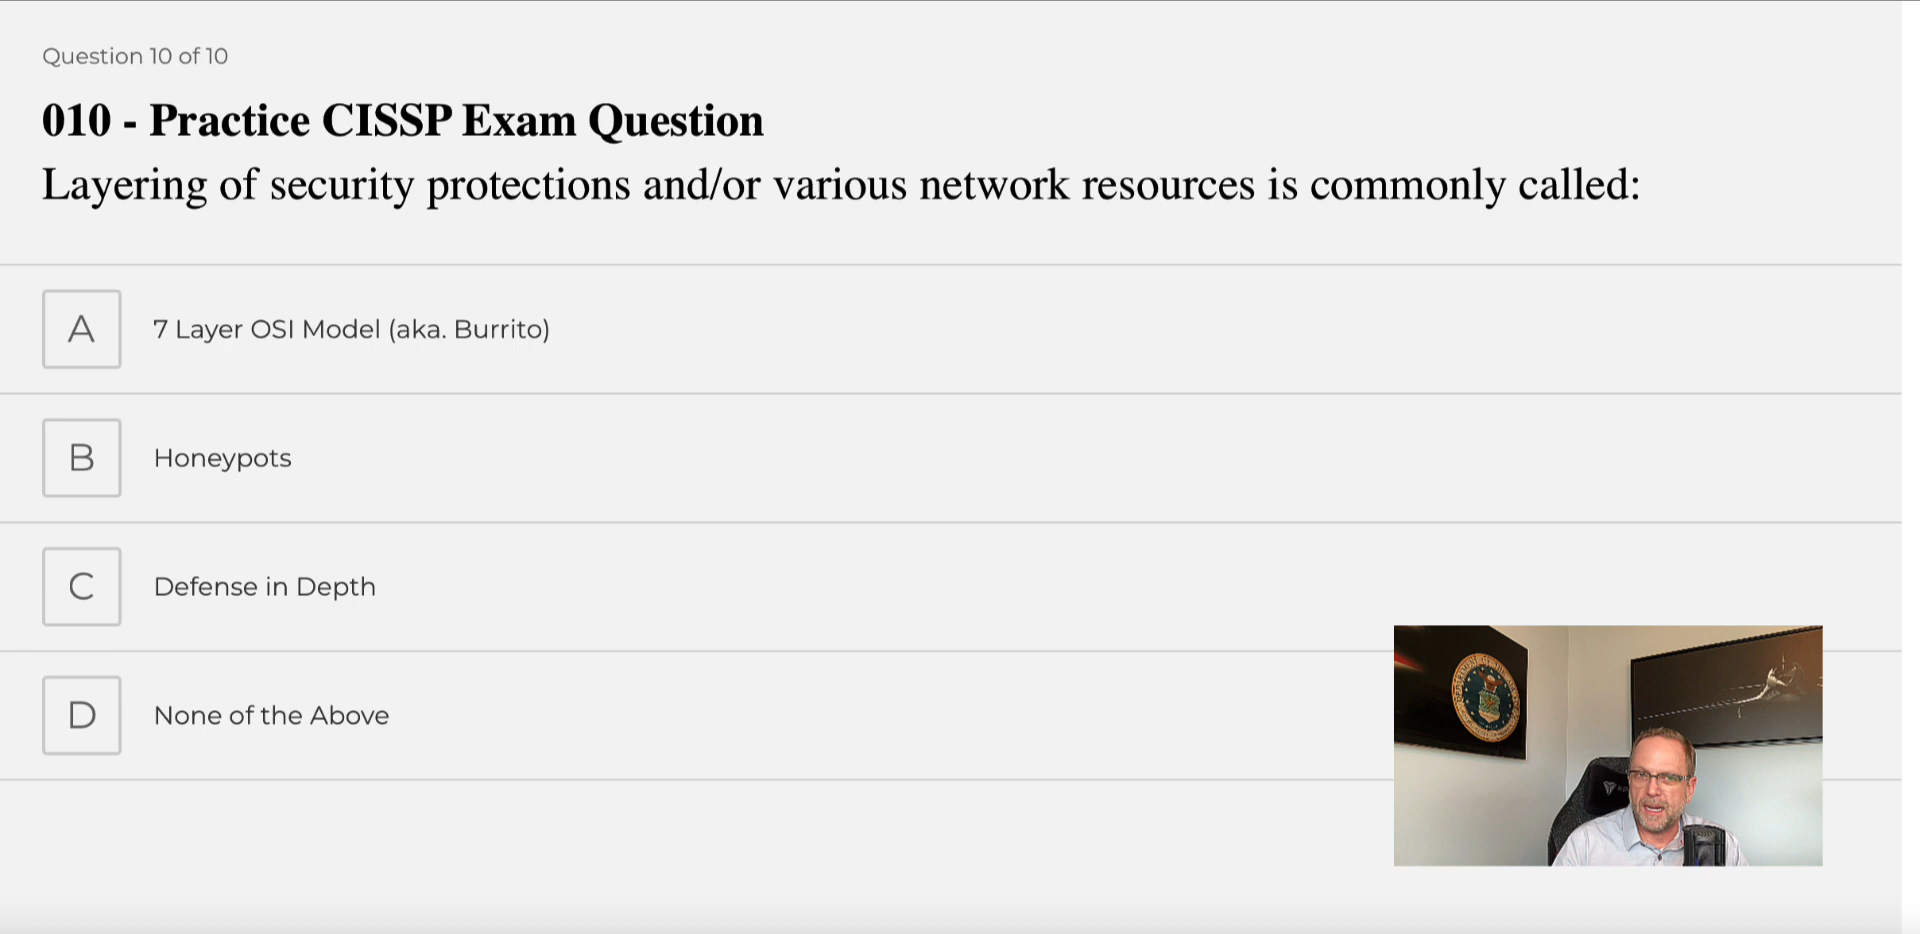 Question 10 of 10
010 - Practice CISSP Exam Question
Layering of security protections and/or various network resources is commonly called:
A
7 Layer OSI Model (aka. Burrito)
B
Honeypots
C
Defense in Depth
D
None of the Above